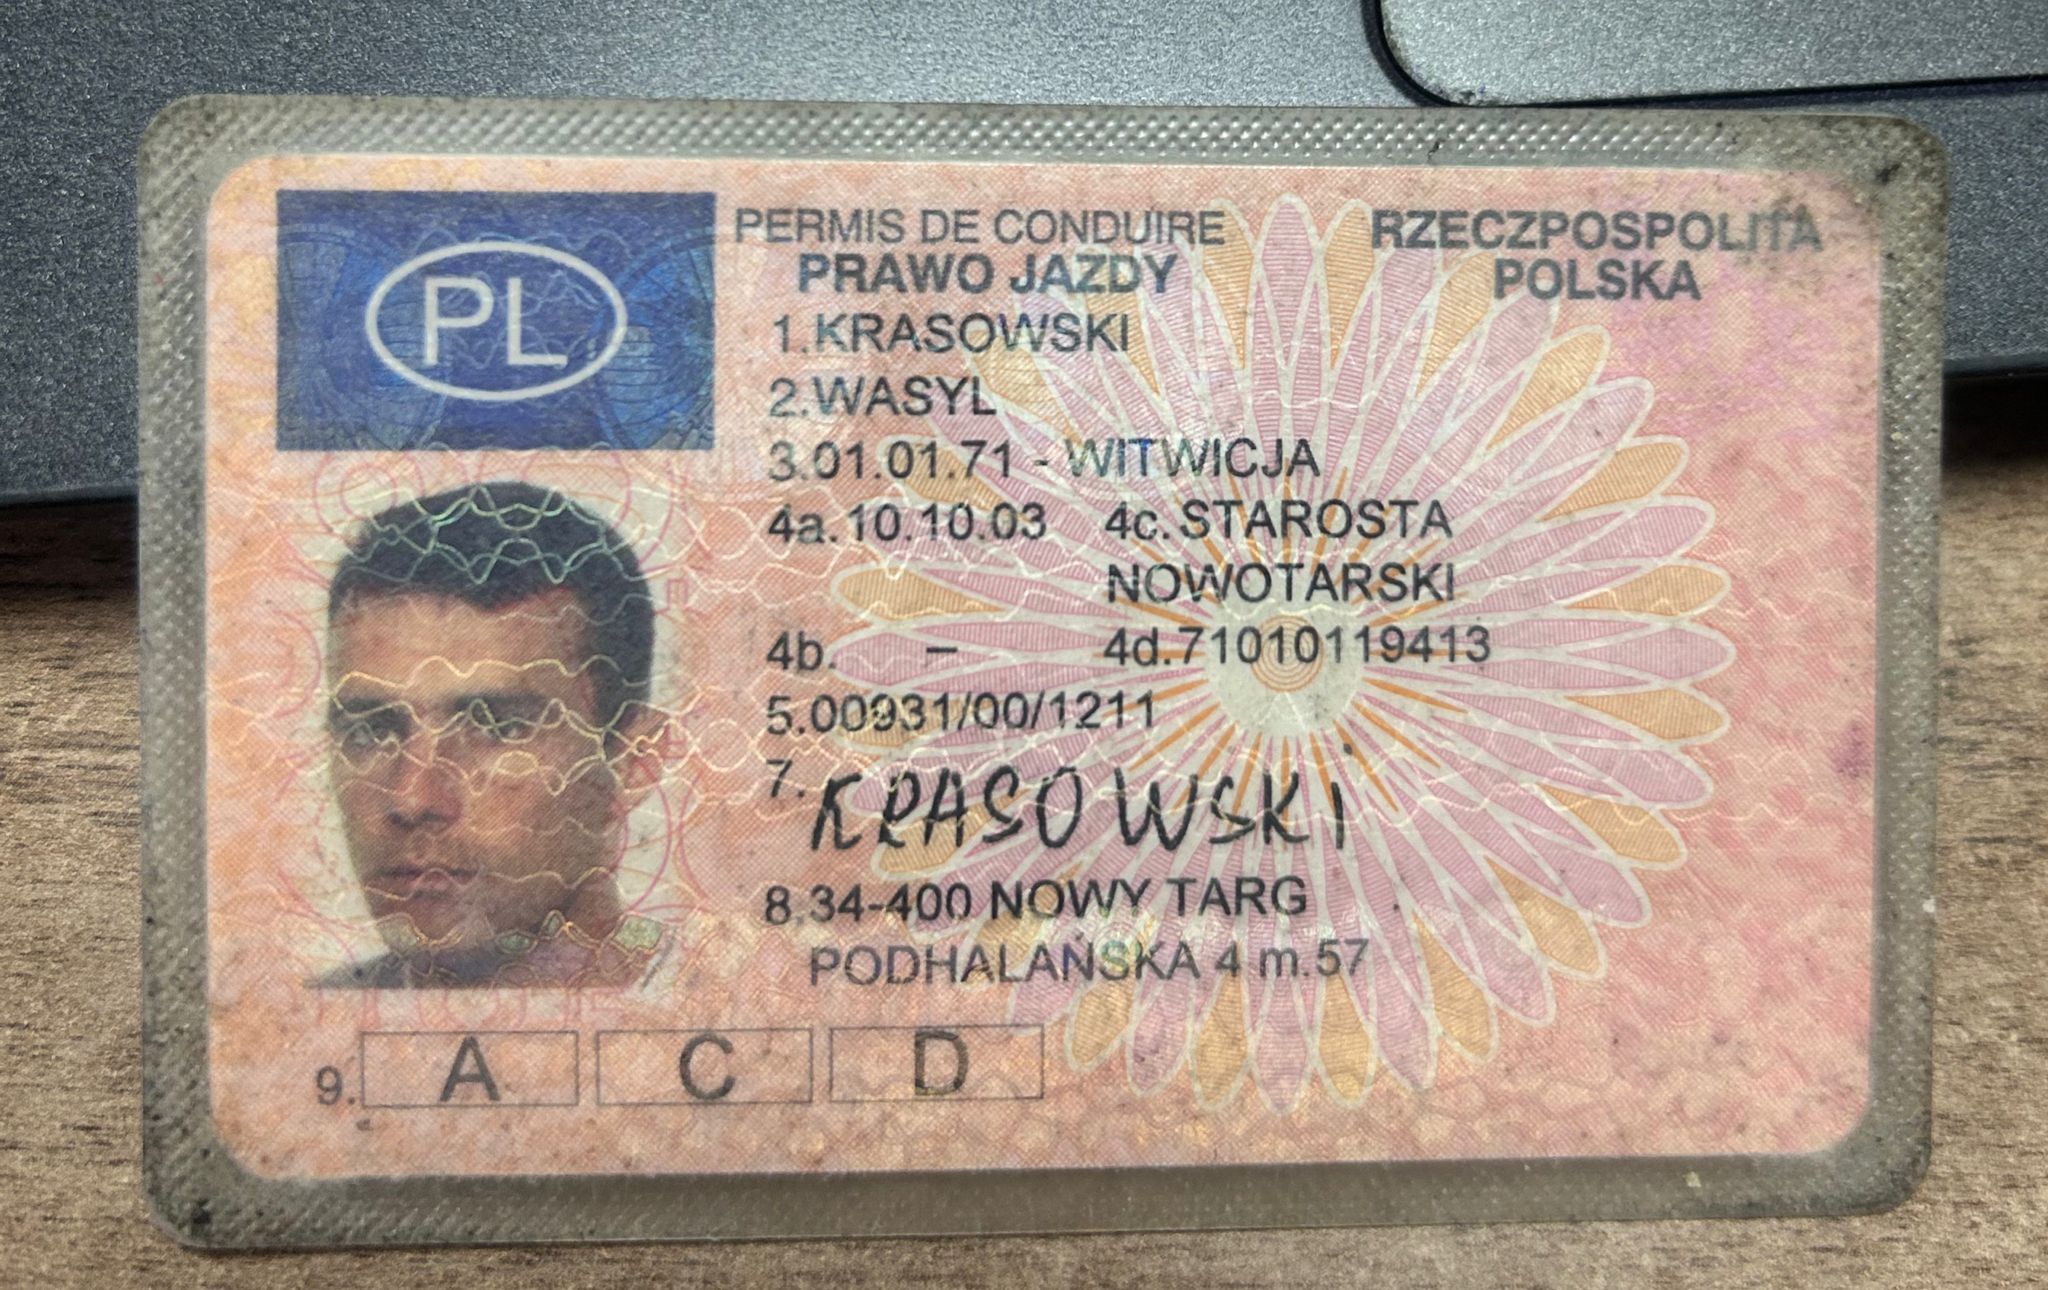 PL
PERMIS DE CONDUIRE
PRAWO JAZDY
RZECZPOSPOLITA
POLSKA
1.KRASOWSKI
2.WASYL
3.01.01.71 - WITWICJA
4a.10.10.03 4c.STAROSTA
NOWOTARSKI
4b. – 4d.71010119413
5.00931/00/1211
7. KRASOWSKI
8.34-400 NOWY TARG
PODHALAŃSKA 4 m.57
9. A C D